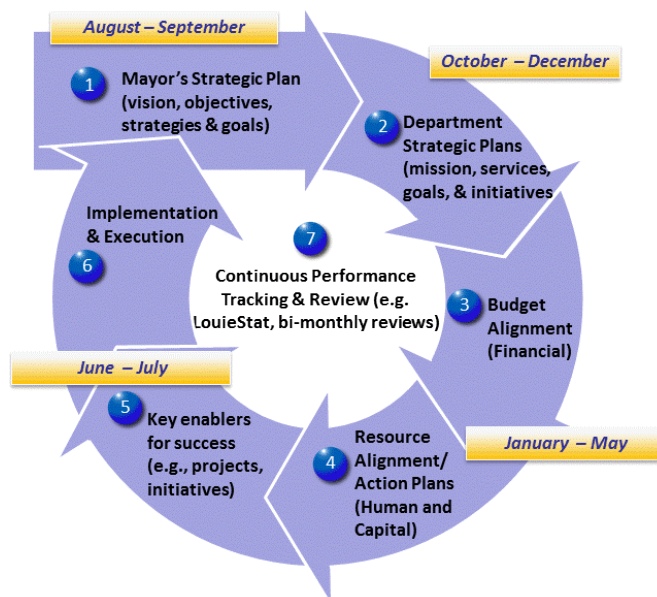 August – September
1
Mayor's Strategic Plan
(vision, objectives,
strategies & goals)
October – December
2
Department
Strategic Plans
(mission, services,
goals, & initiatives
3
Budget
Alignment
(Financial)
January – May
4
Resource
Alignment/
Action Plans
(Human and
Capital)
June – July
5
Key enablers
for success
(e.g., projects,
initiatives)
6
Implementation
& Execution
7
Continuous Performance
Tracking & Review (e.g.
LouieStat, bi-monthly reviews)